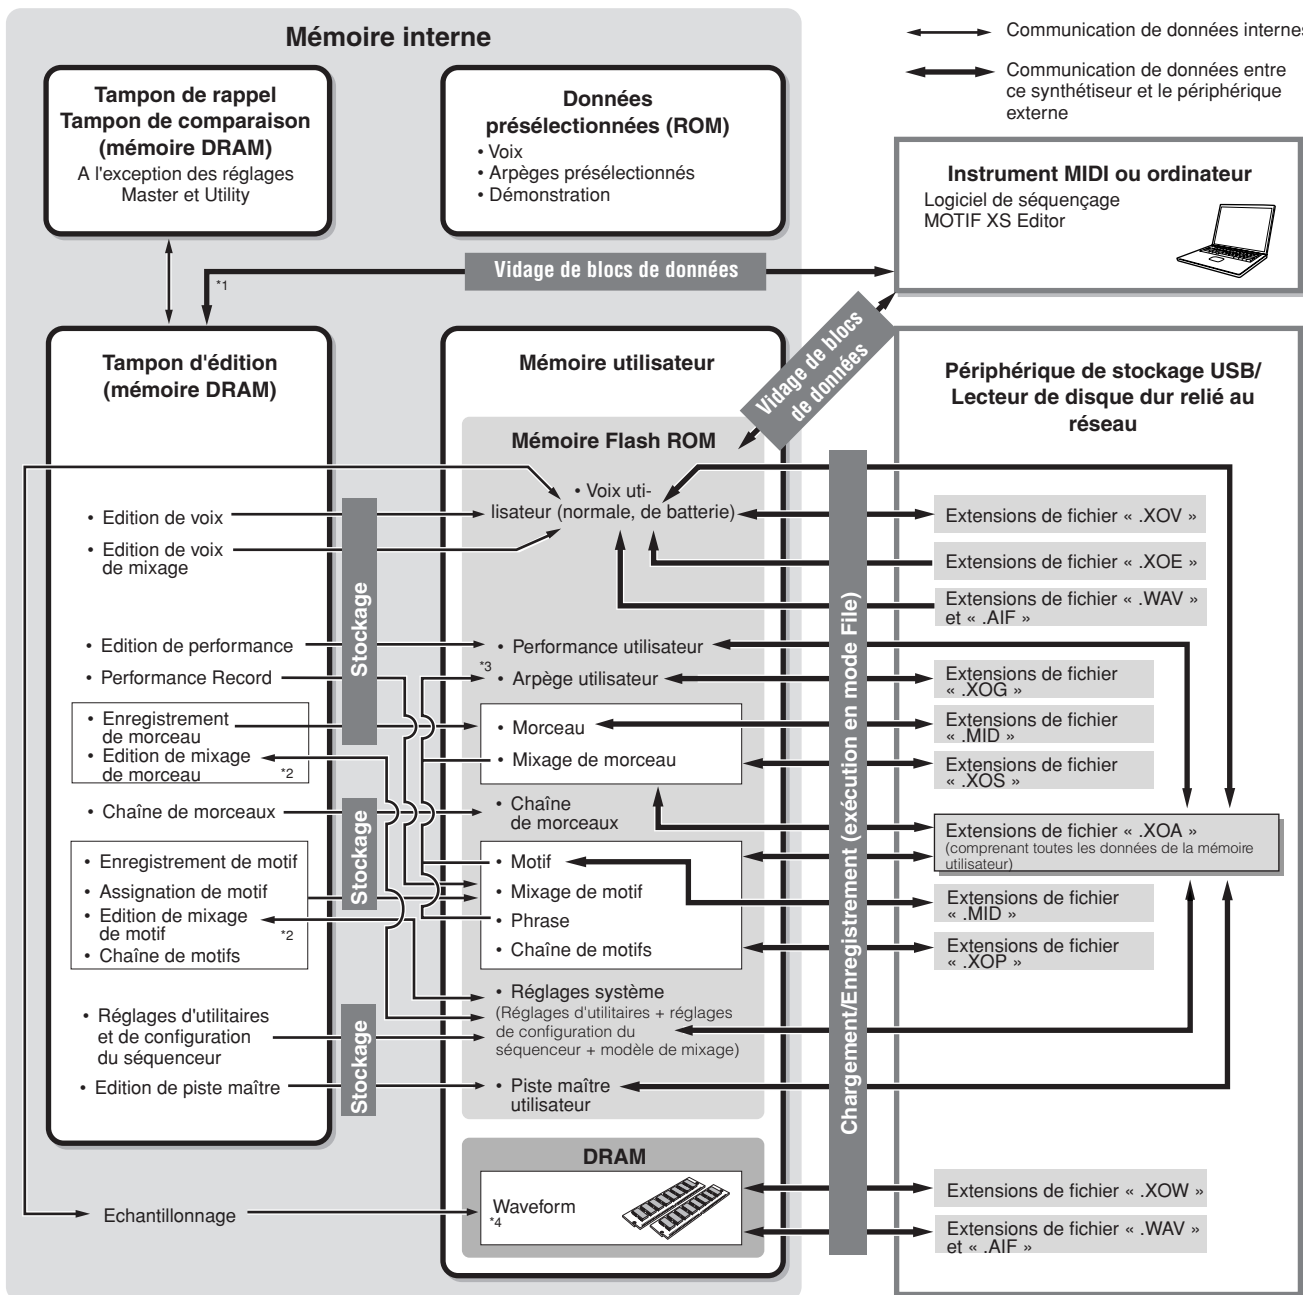 Mémoire interne
Communication de données internes
Communication de données entre
ce synthétiseur et le périphérique
externe
Tampon de rappel
Tampon de comparaison
(mémoire DRAM)
A l'exception des réglages
Master et Utility
Données
présélectionnées (ROM)
• Voix
• Arpèges présélectionnés
• Démonstration
Instrument MIDI ou ordinateur
Logiciel de séquençage
MOTIF XS Editor
Vidage de blocs de données
*1
Vidage de blocs
de données
Tampon d'édition
(mémoire DRAM)
• Edition de voix
• Edition de voix
de mixage
• Edition de performance
• Performance Record
• Enregistrement
de morceau
• Edition de mixage
de morceau
*2
• Chaîne de morceaux
• Enregistrement de motif
• Assignation de motif
• Edition de mixage
de motif
*2
• Chaîne de motifs
• Réglages d'utilitaires
et de configuration
du séquenceur
• Edition de piste maître
Echantillonnage
Stockage
Stockage
Stockage
Mémoire utilisateur
Mémoire Flash ROM
• Voix uti-
lisateur (normale, de batterie)
• Performance utilisateur
*3
• Arpège utilisateur
• Morceau
• Mixage de morceau
• Chaîne
de morceaux
• Motif
• Mixage de motif
• Phrase
• Chaîne de motifs
• Réglages système
(Réglages d'utilitaires + réglages
de configuration du
séquenceur + modèle de mixage)
• Piste maître
utilisateur
DRAM
Waveform
*4
Chargement/Enregistrement (exécution en mode File)
Périphérique de stockage USB/
Lecteur de disque dur relié au
réseau
Extensions de fichier « .XOV »
Extensions de fichier « .XOE »
Extensions de fichier « .WAV »
et « .AIF »
Extensions de fichier
« .XOG »
Extensions de fichier
« .MID »
Extensions de fichier
« .XOS »
Extensions de fichier « .XOA »
(comprenant toutes les données de la mémoire
utilisateur)
Extensions de fichier
« .MID »
Extensions de fichier
« .XOP »
Extensions de fichier « .XOW »
Extensions de fichier « .WAV »
et « .AIF »